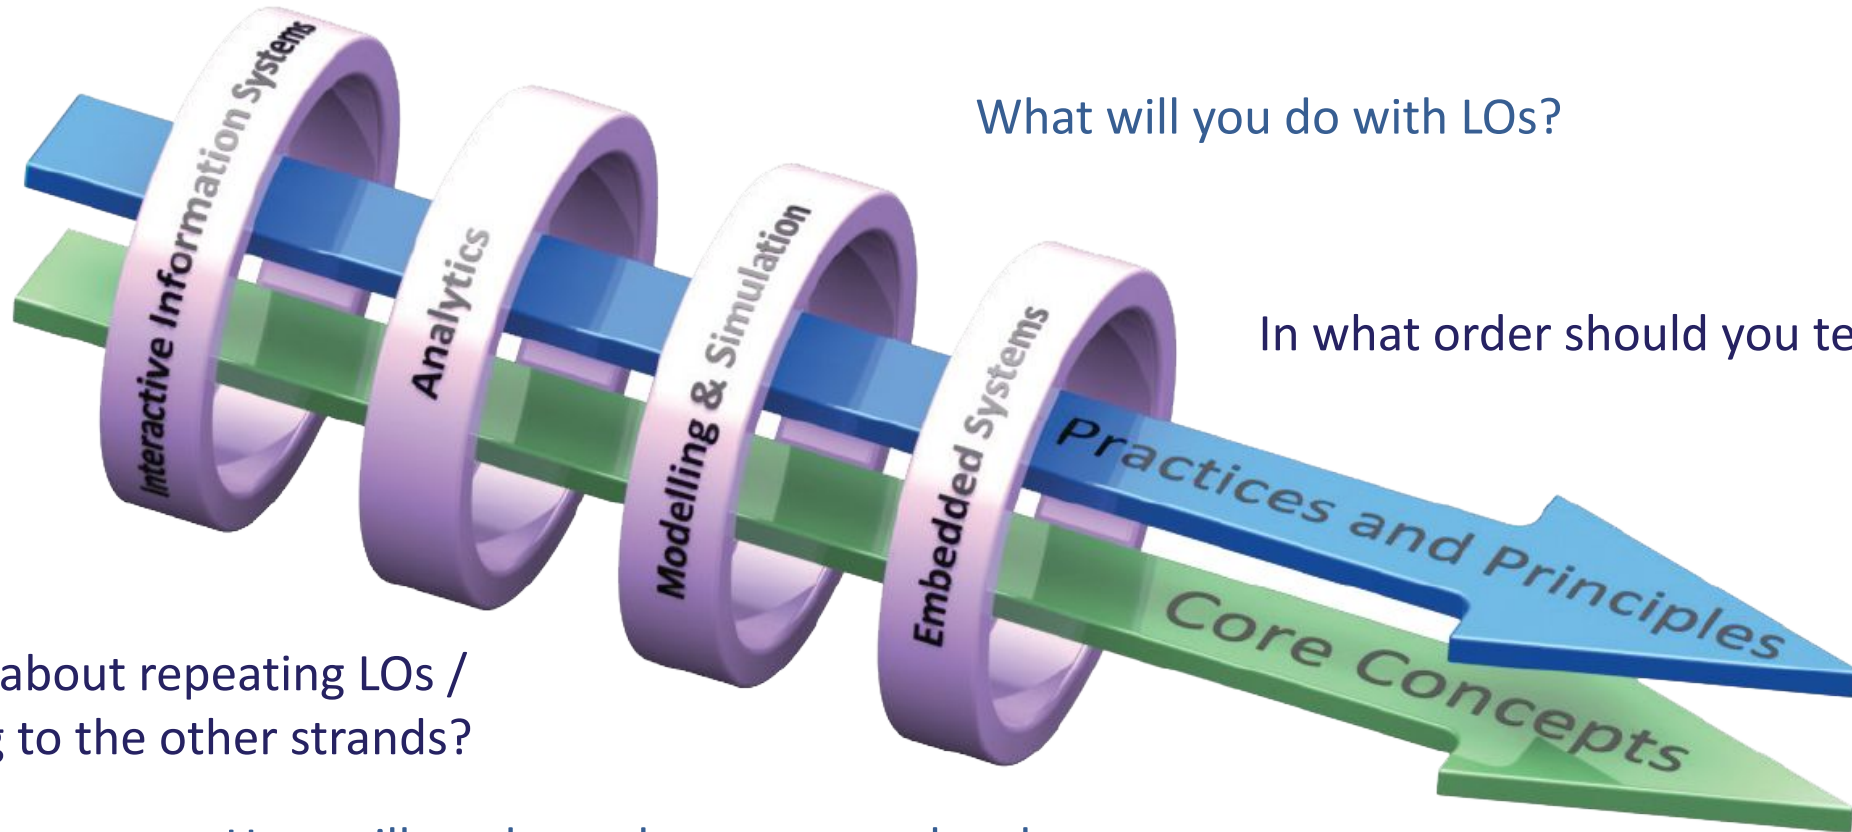 Interactive Information Systems
What will you do with LOs?
Analytics
Modelling & Simulation
In what order should you te
Embedded Systems
Practices and Principles
Core Concepts
about repeating LOs /
g to the other strands?